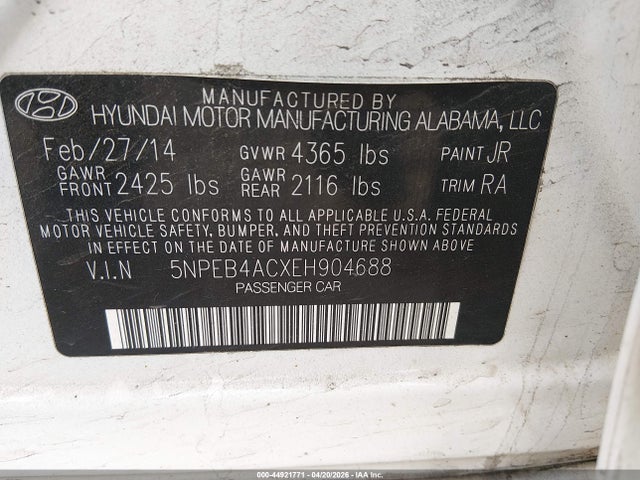 MANUFACTURED BY
HYUNDAI MOTOR MANUFACTURING ALABAMA, LLC
Feb/27/14 GVWR 4365 lbs PAINT JR
GAWR FRONT 2425 lbs GAWR REAR 2116 lbs TRIM RA
THIS VEHICLE CONFORMS TO ALL APPLICABLE U.S.A. FEDERAL
MOTOR VEHICLE SAFETY, BUMPER, AND THEFT PREVENTION
STANDARDS IN EFFECT ON THE DATE OF MANUFACTURE SHOWN ABOVE
V.I.N 5NPEB4ACXEH904688
PASSENGER CAR
000-44921771 - 04/20/2026 - IAA Inc.